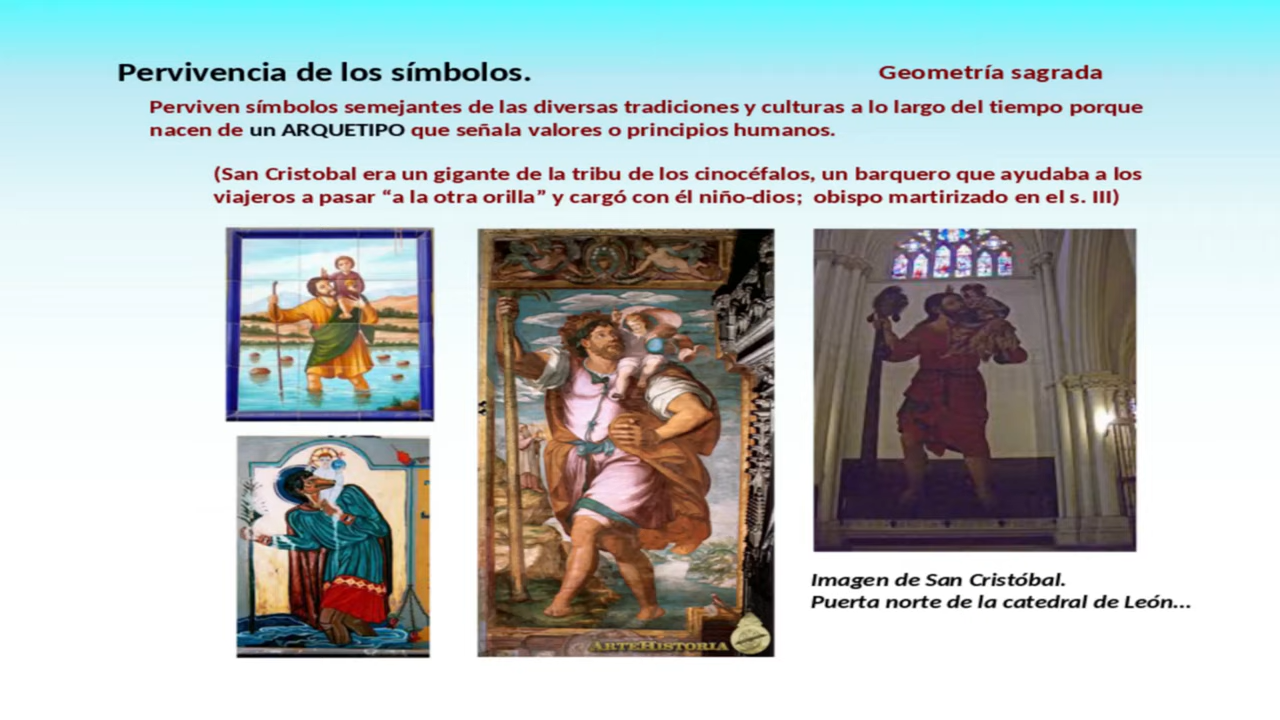 Pervivencia de los símbolos.
Geometría sagrada
Perviven símbolos semejantes de las diversas tradiciones y culturas a lo largo del tiempo porque
nacen de un ARQUETIPO que señala valores o principios humanos.
(San Cristobal era un gigante de la tribu de los cinocéfalos, un barquero que ayudaba a los
viajeros a pasar “a la otra orilla” y cargó con él niño-dios; obispo martirizado en el s. III)
ARTEHISTORIA
Imagen de San Cristóbal.
Puerta norte de la catedral de León...